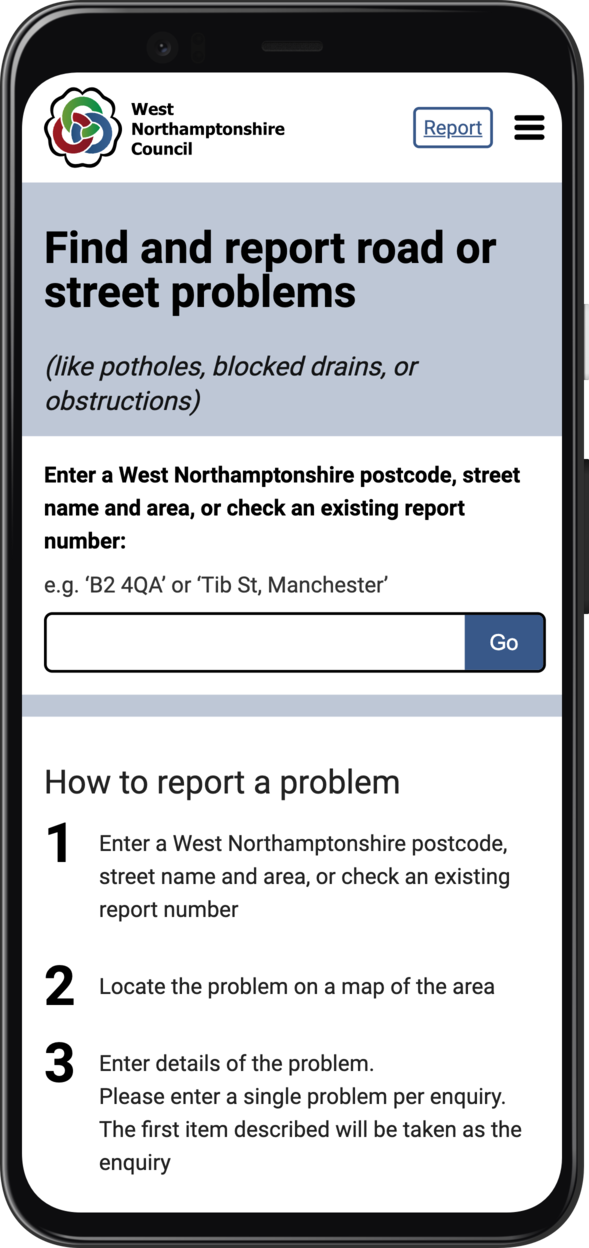 West
Northamptonshire
Council
Report
Find and report road or
street problems
(like potholes, blocked drains, or
obstructions)
Enter a West Northamptonshire postcode, street
name and area, or check an existing report
number:
e.g. ‘B2 4QA’ or ‘Tib St, Manchester’
Go
How to report a problem
1 Enter a West Northamptonshire postcode,
street name and area, or check an existing
report number
2 Locate the problem on a map of the area
3 Enter details of the problem.
Please enter a single problem per enquiry.
The first item described will be taken as the
enquiry